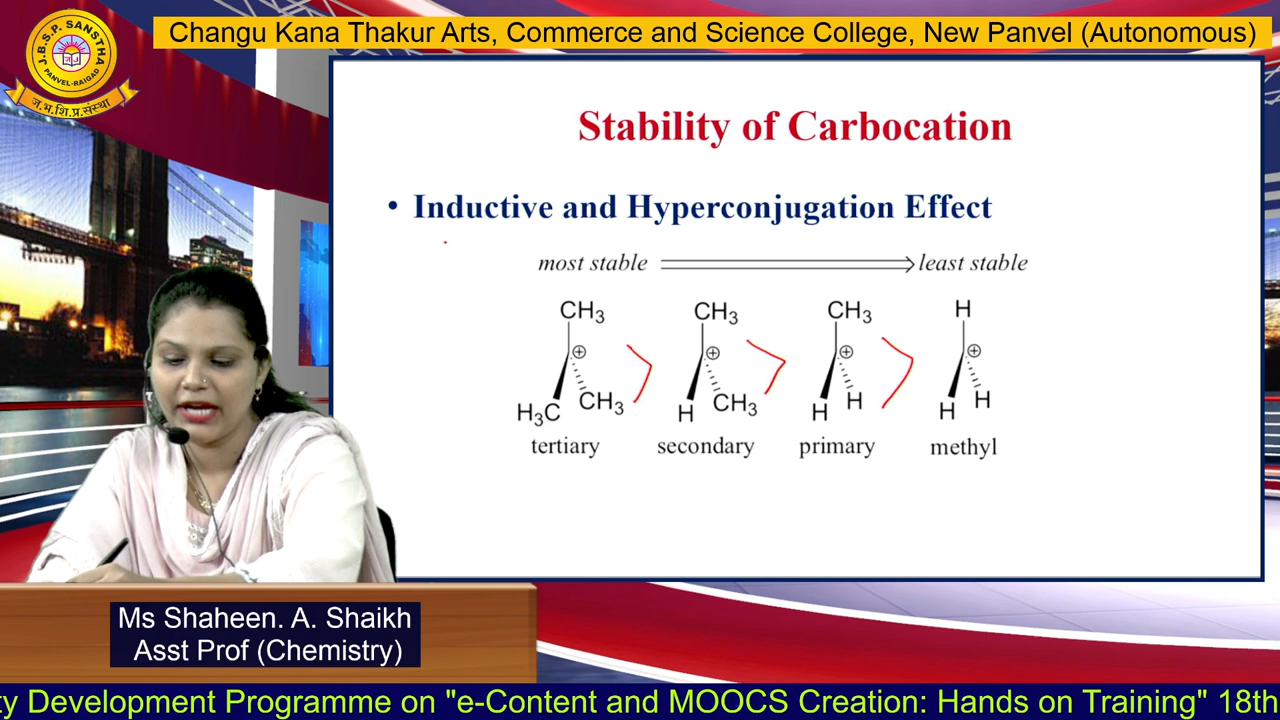 J.B.S.P. SANSTHA
PANVEL-RAIGAD
ज.भ.शि.प्र.संस्था
Changu Kana Thakur Arts, Commerce and Science College, New Panvel (Autonomous)
Stability of Carbocation
• Inductive and Hyperconjugation Effect
most stable least stable
CH₃ CH₃ CH₃ H
⊕ ⊕ ⊕ ⊕
H₃C CH₃ H CH₃ H H H H
tertiary secondary primary methyl
Ms Shaheen. A. Shaikh
Asst Prof (Chemistry)
ty Development Programme on "e-Content and MOOCS Creation: Hands on Training" 18th